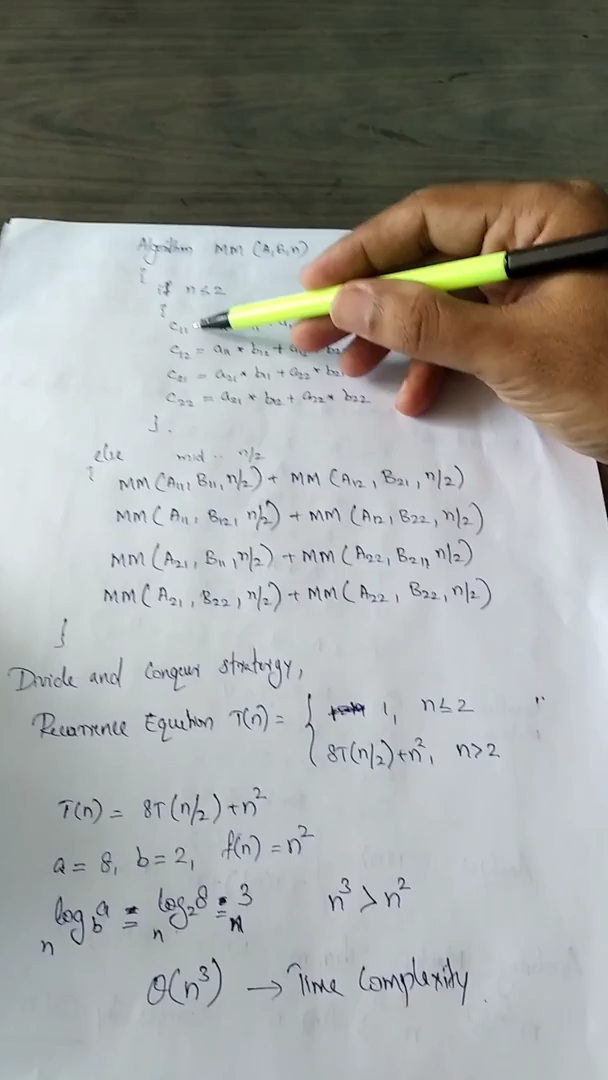 Algorithm MM (A,B,n)
{
if n≤2
{
C₁₁
C₁₂ = a₁₁ * b₁₂ + a₁₂ b₂
C₂₁ = a₂₁ * b₁₁ + a₂₂ * b₂₁
C₂₂ = a₂₁ * b₁₂ + a₂₂ * b₂₂
}.
else mid n/2
{
MM (A₁₁, B₁₁, n/2) + MM (A₁₂, B₂₁, n/2)
MM (A₁₁, B₁₂, n/2) + MM (A₁₂, B₂₂, n/2)
MM (A₂₁, B₁₁, n/2) + MM (A₂₂, B₂₁, n/2)
MM ( A₂₁, B₂₂, n/2) + MM (A₂₂, B₂₂, n/2)
}
Divide and Conquer stratergy,
Recurrence Equation T(n) = { 1, n≤2
8T(n/2)+n², n>2
T(n) = 8T(n/2)+n²
a = 8, b = 2, f(n) = n²
n^log_b a = n^log₂8 = n^3 n³ > n²
O(n³) → Time Complexity.